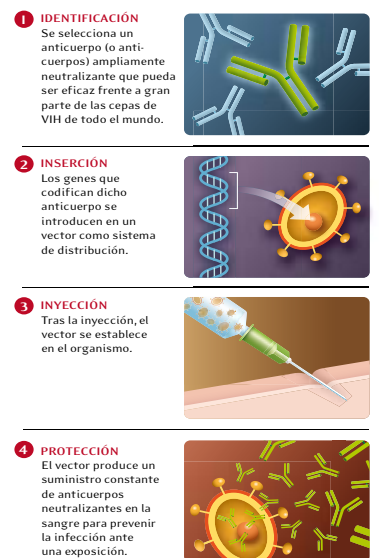 1 IDENTIFICACIÓN
Se selecciona un
anticuerpo (o anti-
cuerpos) ampliamente
neutralizante que pueda
ser eficaz frente a gran
parte de las cepas de
VIH de todo el mundo.
2 INSERCIÓN
Los genes que
codifican dicho
anticuerpo se
introducen en un
vector como sistema
de distribución.
3 INYECCIÓN
Tras la inyección, el
vector se establece
en el organismo.
4 PROTECCIÓN
El vector produce un
suministro constante
de anticuerpos
neutralizantes en la
sangre para prevenir
la infección ante
una exposición.